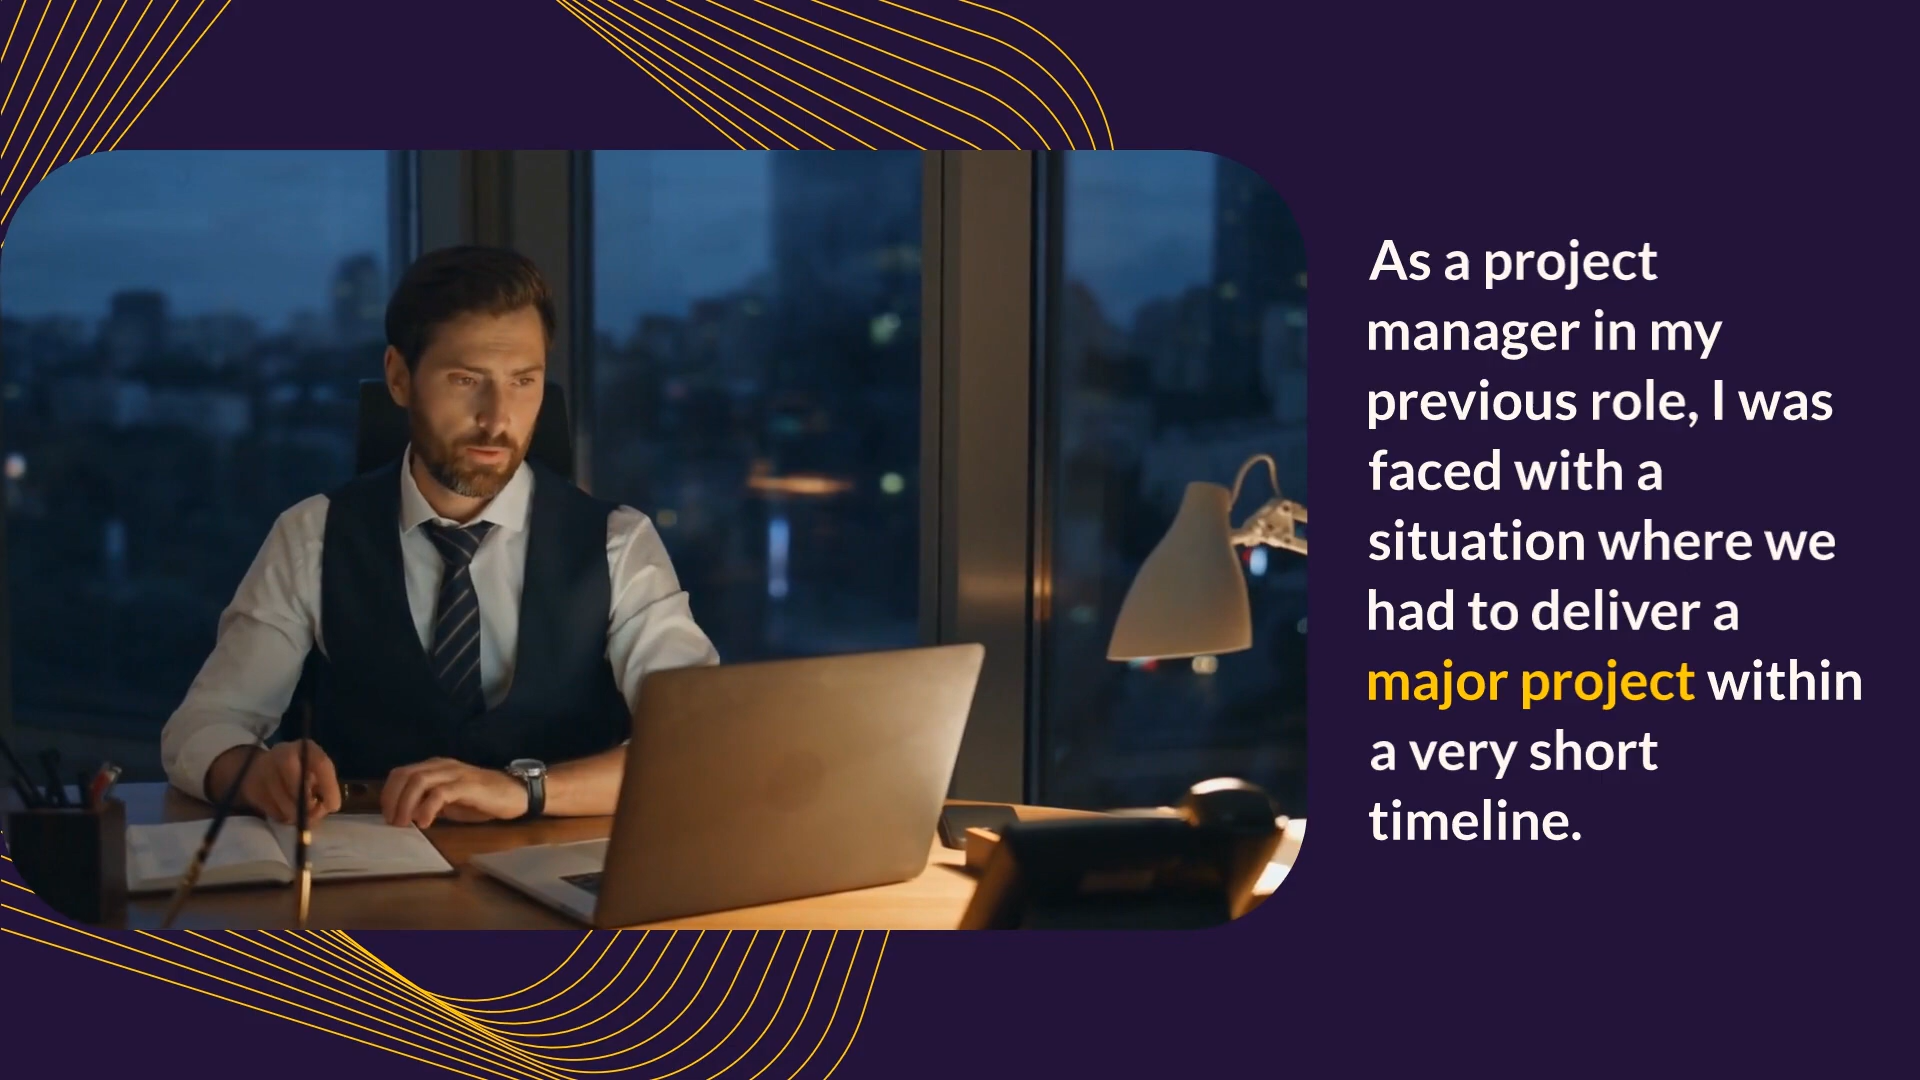 As a project
manager in my
previous role, I was
faced with a
situation where we
had to deliver a
major project within
a very short
timeline.